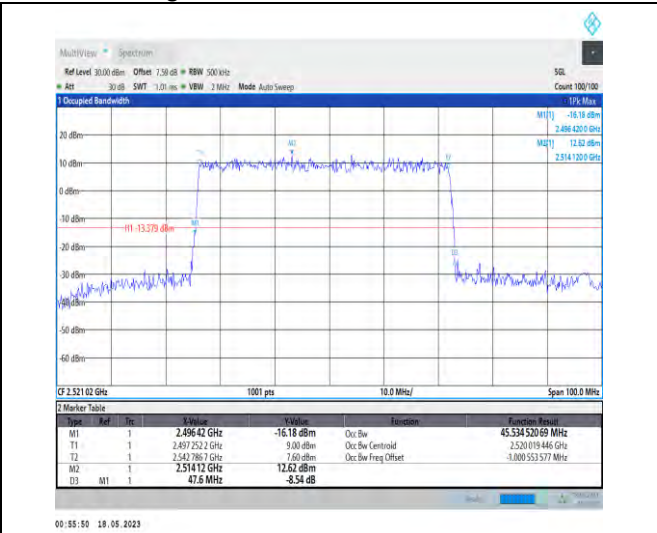 MultiView Spectrum
Ref Level 30.00 dBm Offset 7.58 dB RBW 500 kHz SGL
Att 30 dB SWT 1.01 ms VBW 2 MHz Mode Auto Sweep Count 100/100
1 Occupied Bandwidth 1Pk Max
M1[1] -16.18 dBm
2.496 420 0 GHz
M2[1] 12.62 dBm
2.514 120 0 GHz
20 dBm
M2
10 dBm
0 dBm
-10 dBm
H1 -13.379 dBm
M1
-20 dBm
-30 dBm
-40 dBm
-50 dBm
-60 dBm
CF 2.521 02 GHz 1001 pts 10.0 MHz/ Span 100.0 MHz
2 Marker Table
Type Ref Trc X-Value Y-Value Function Function Result
M1 1 2.496 42 GHz -16.18 dBm Occ Bw 45.534 520 69 MHz
T1 1 2.497 252 2 GHz 9.00 dBm Occ Bw Centroid 2.520 019 446 GHz
T2 1 2.542 786 7 GHz 7.60 dBm Occ Bw Freq Offset -1.000 553 577 MHz
M2 1 2.514 12 GHz 12.62 dBm
D3 M1 1 47.6 MHz -8.54 dB
00:55:50 18.05.2023